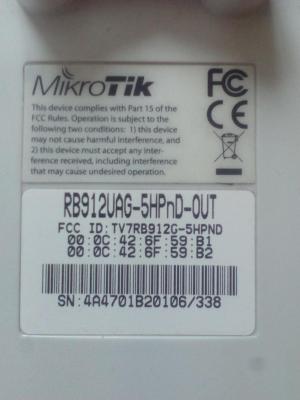 MikroTik
FC
CE
This device complies with Part 15 of the
FCC Rules. Operation is subject to the
following two conditions: 1) this device
may not cause harmful interference, and
2) this device must accept any inter-
ference received, including interference
that may cause undesired operation.
RB912UAG-5HPnD-OUT
FCC ID:TV7RB912G-5HPND
00:0C:42:6F:59:B1
00:0C:42:6F:59:B2
SN:4A4701B20106/338